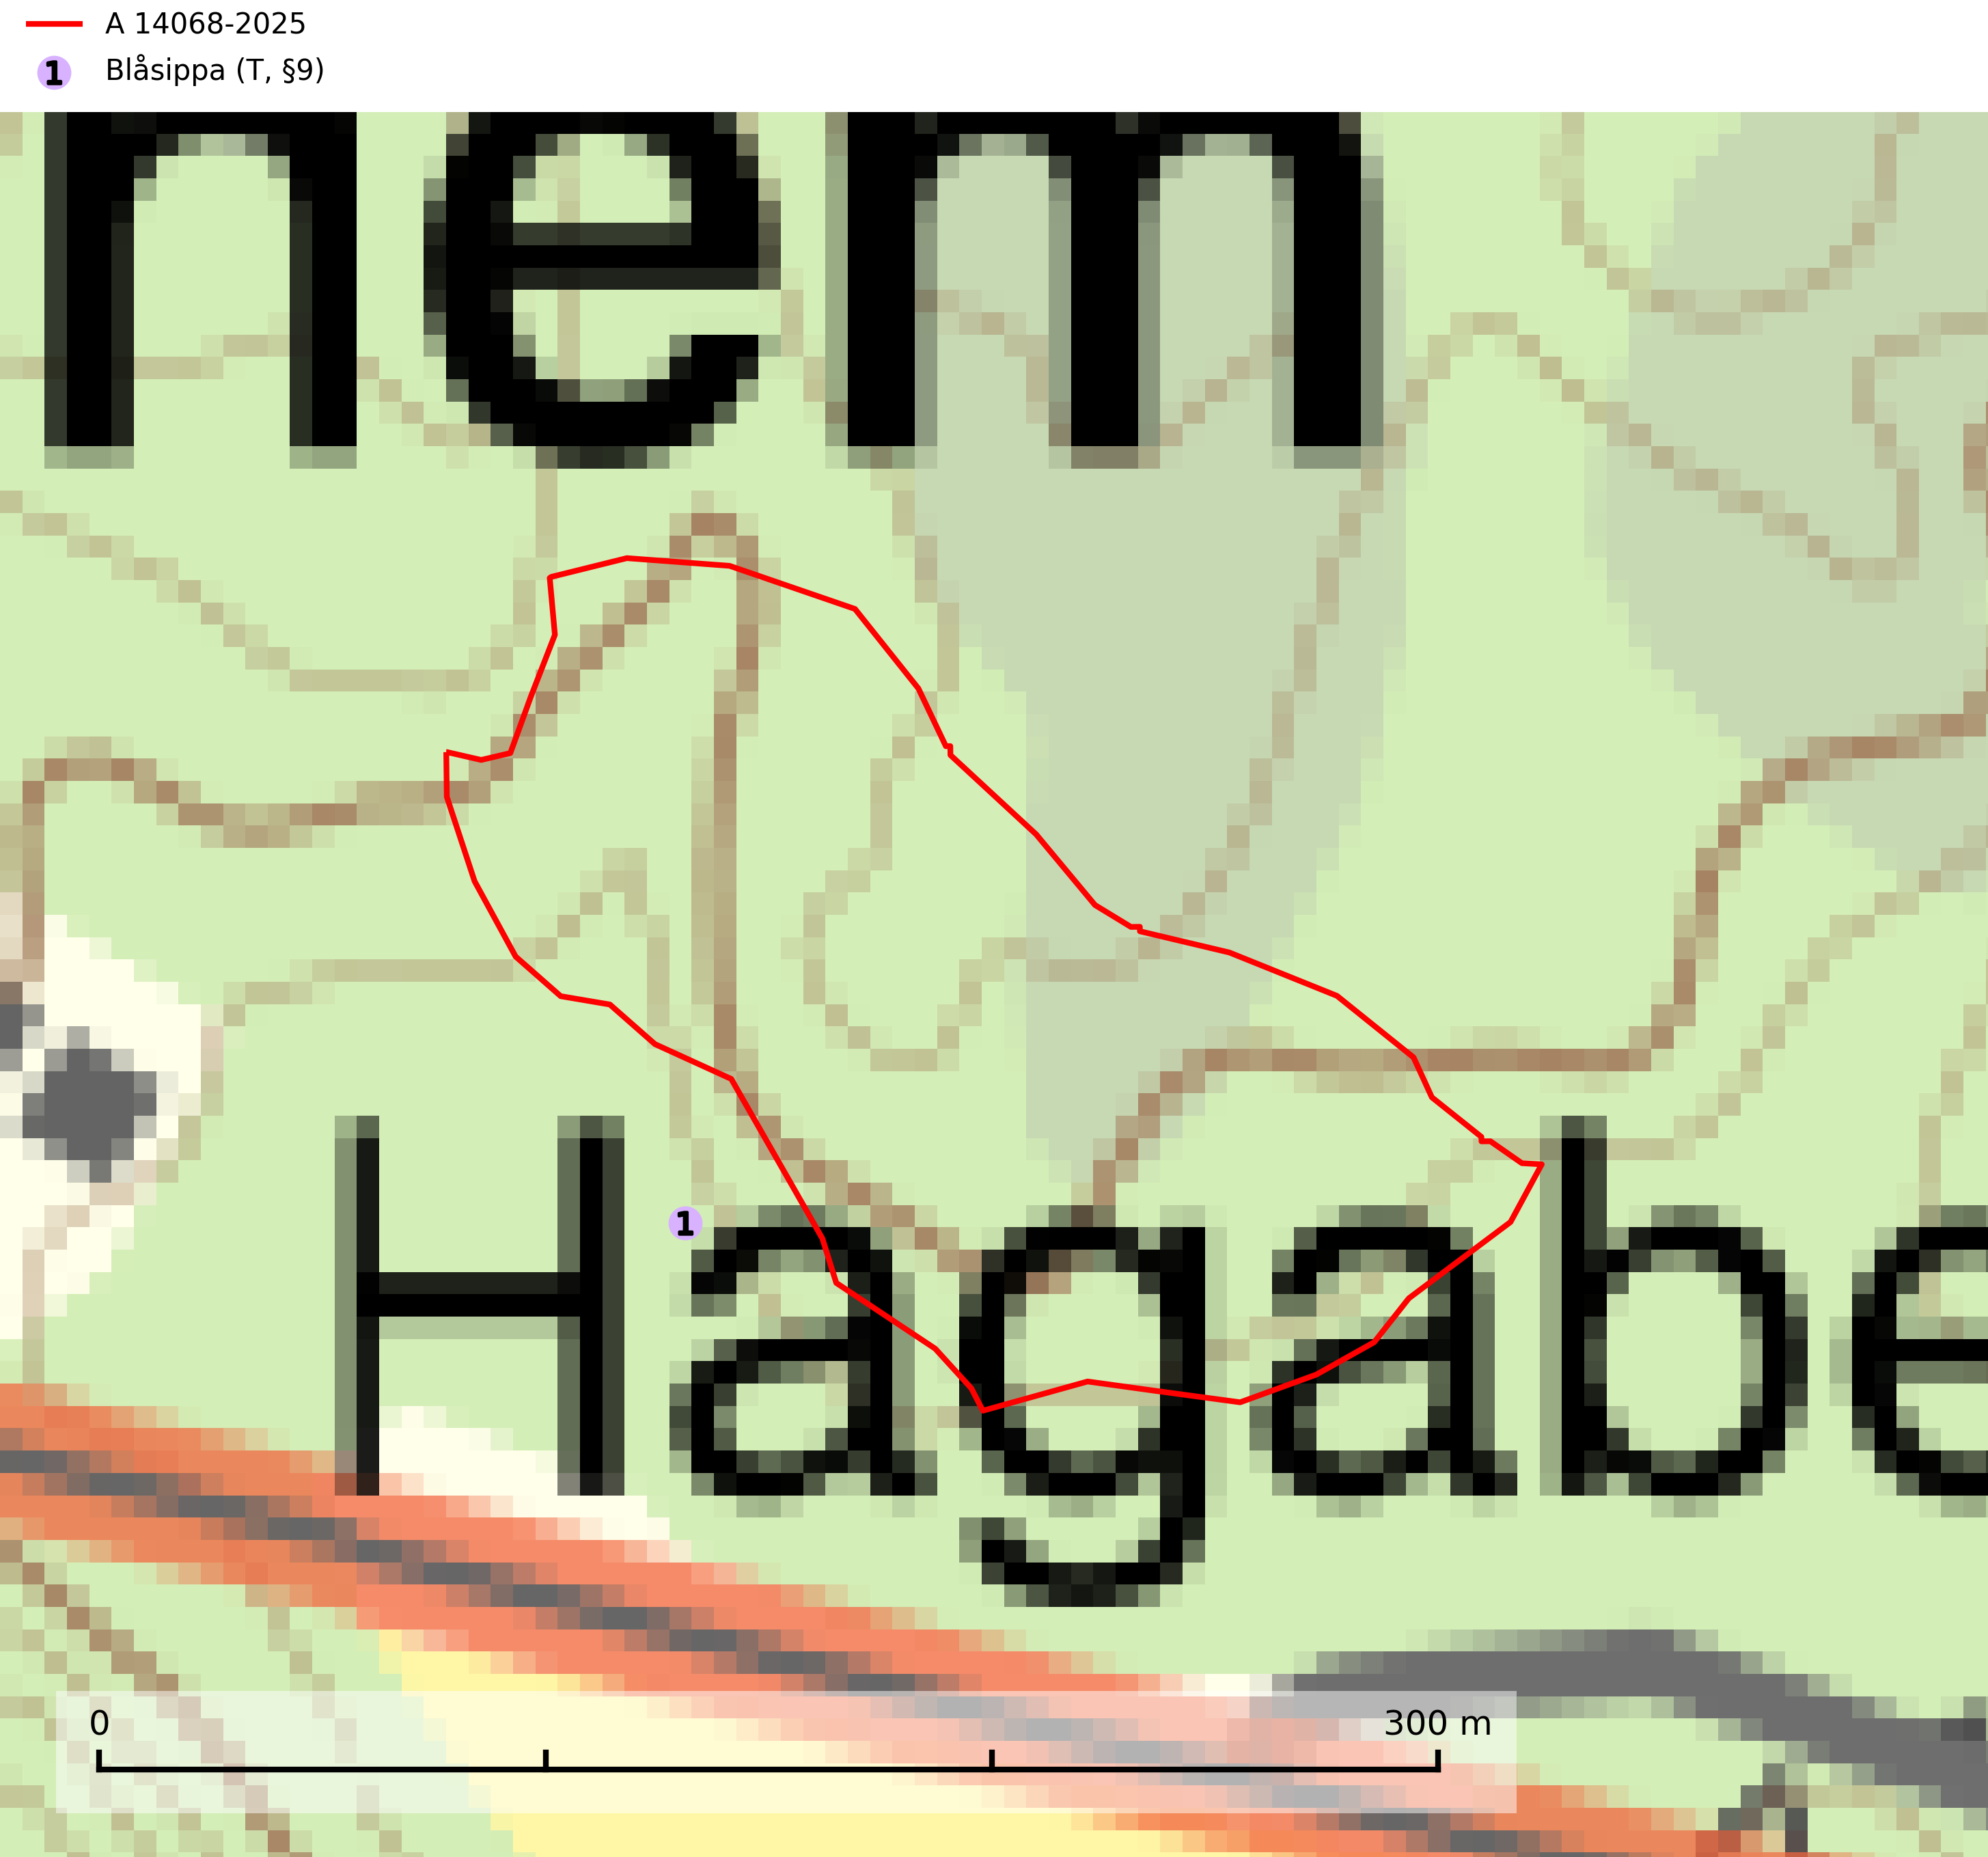 A 14068-2025
1 Blåsippa (T, §9)
nem
1
Hagabe
0 300 m